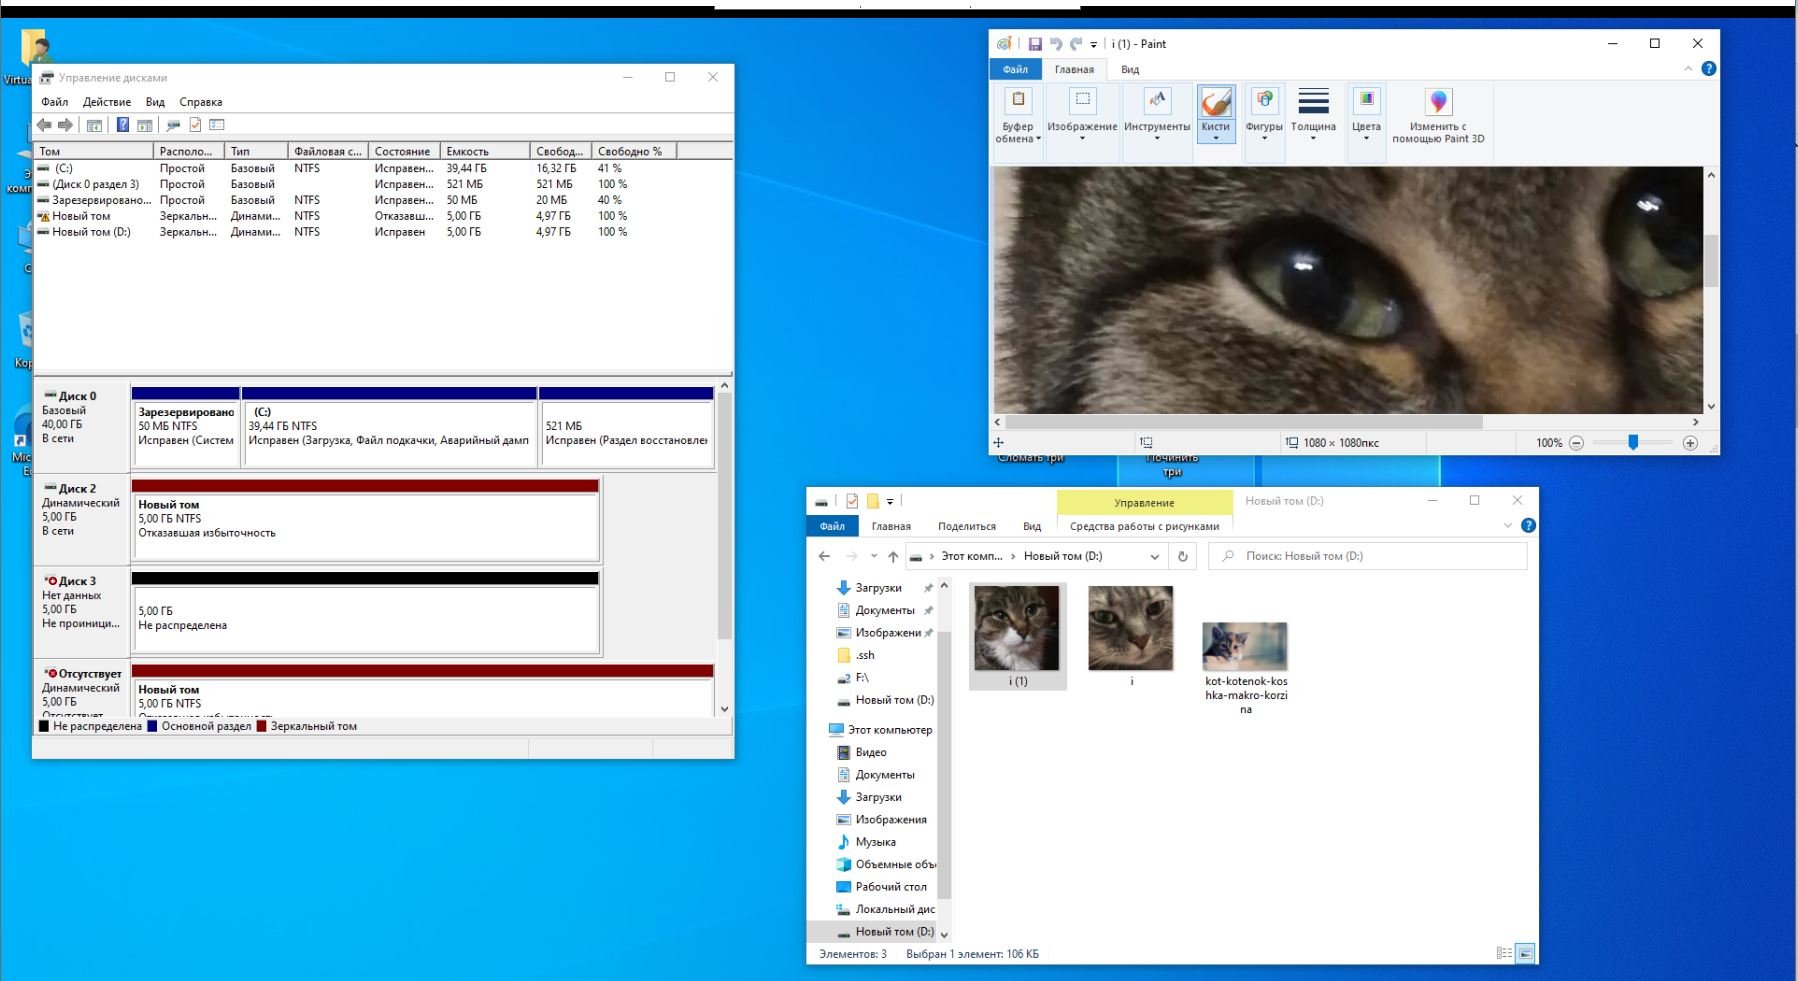 Virtua
Управление дисками
Файл Действие Вид Справка
Том Располо... Тип Файловая с... Состояние Емкость Свобод... Свободно %
(C:) Простой Базовый NTFS Исправен... 39,44 ГБ 16,32 ГБ 41 %
(Диск 0 раздел 3) Простой Базовый Исправен... 521 МБ 521 МБ 100 %
Зарезервировано... Простой Базовый NTFS Исправен... 50 МБ 20 МБ 40 %
Новый том Зеркальн... Динами... NTFS Отказавш... 5,00 ГБ 4,97 ГБ 100 %
Новый том (D:) Зеркальн... Динами... NTFS Исправен 5,00 ГБ 4,97 ГБ 100 %
Диск 0
Базовый
40,00 ГБ
В сети
Зарезервировано
50 МБ NTFS
Исправен (Систем
(C:)
39,44 ГБ NTFS
Исправен (Загрузка, Файл подкачки, Аварийный дамп
521 МБ
Исправен (Раздел восстановлен
Диск 2
Динамический
5,00 ГБ
В сети
Новый том
5,00 ГБ NTFS
Отказавшая избыточность
Диск 3
Нет данных
5,00 ГБ
Не проиници...
5,00 ГБ
Не распределена
Отсутствует
Динамический
5,00 ГБ
Отсутствует
Новый том
5,00 ГБ NTFS
Отказавшая избыточность
Не распределена Основной раздел Зеркальный том
i (1) - Paint
Файл Главная Вид
Буфер обмена Изображение Инструменты Кисти Фигуры Толщина Цвета Изменить с помощью Paint 3D
1080 × 1080пкс 100%
Сломать три
Починить
три
Управление Новый том (D:)
Файл Главная Поделиться Вид Средства работы с рисунками
Этот комп... Новый том (D:) Поиск: Новый том (D:)
Загрузки
Документы
Изображени
.ssh
F:\
Новый том (D:)
Этот компьютер
Видео
Документы
Загрузки
Изображения
Музыка
Объемные объ
Рабочий стол
Локальный дис
Новый том (D:)
i (1)
i
kot-kotenok-kos
hka-makro-korzi
na
Элементов: 3 Выбран 1 элемент: 106 КБ